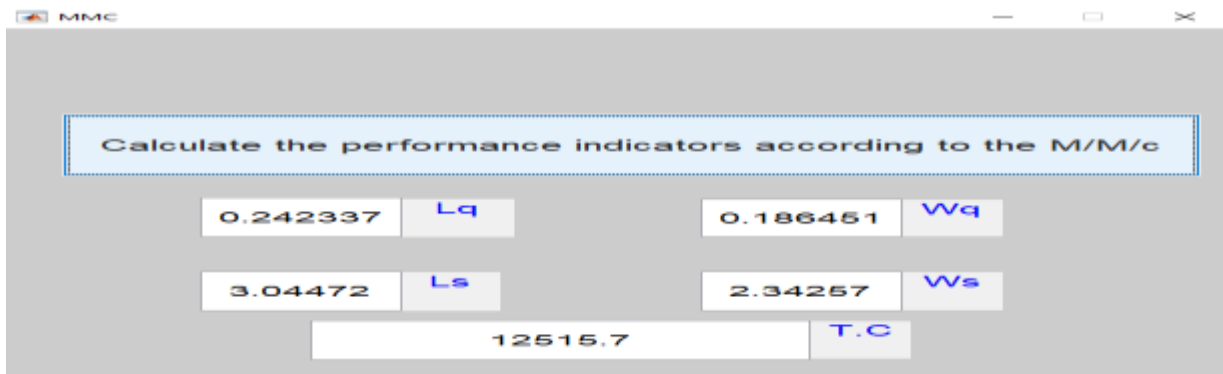 MMC
Calculate the performance indicators according to the M/M/c
0.242337 Lq 0.186451 Wq
3.04472 Ls 2.34257 Ws
12515.7 T.C